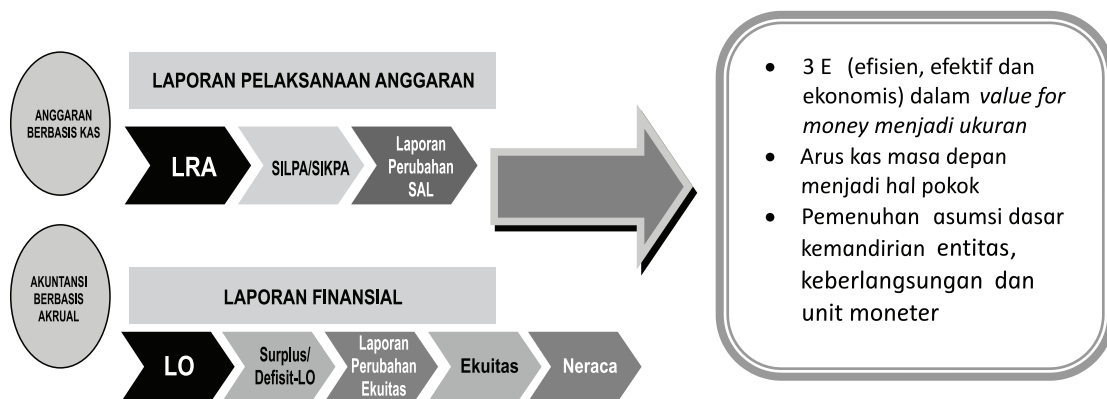 ANGGARAN
BERBASIS KAS
LAPORAN PELAKSANAAN ANGGARAN
LRA
SILPA/SIKPA
Laporan
Perubahan
SAL
AKUNTANSI
BERBASIS
AKRUAL
LAPORAN FINANSIAL
LO
Surplus/
Defisit-LO
Laporan
Perubahan
Ekuitas
Ekuitas
Neraca
• 3 E (efisien, efektif dan
ekonomis) dalam value for
money menjadi ukuran
• Arus kas masa depan
menjadi hal pokok
• Pemenuhan asumsi dasar
kemandirian entitas,
keberlangsungan dan
unit moneter